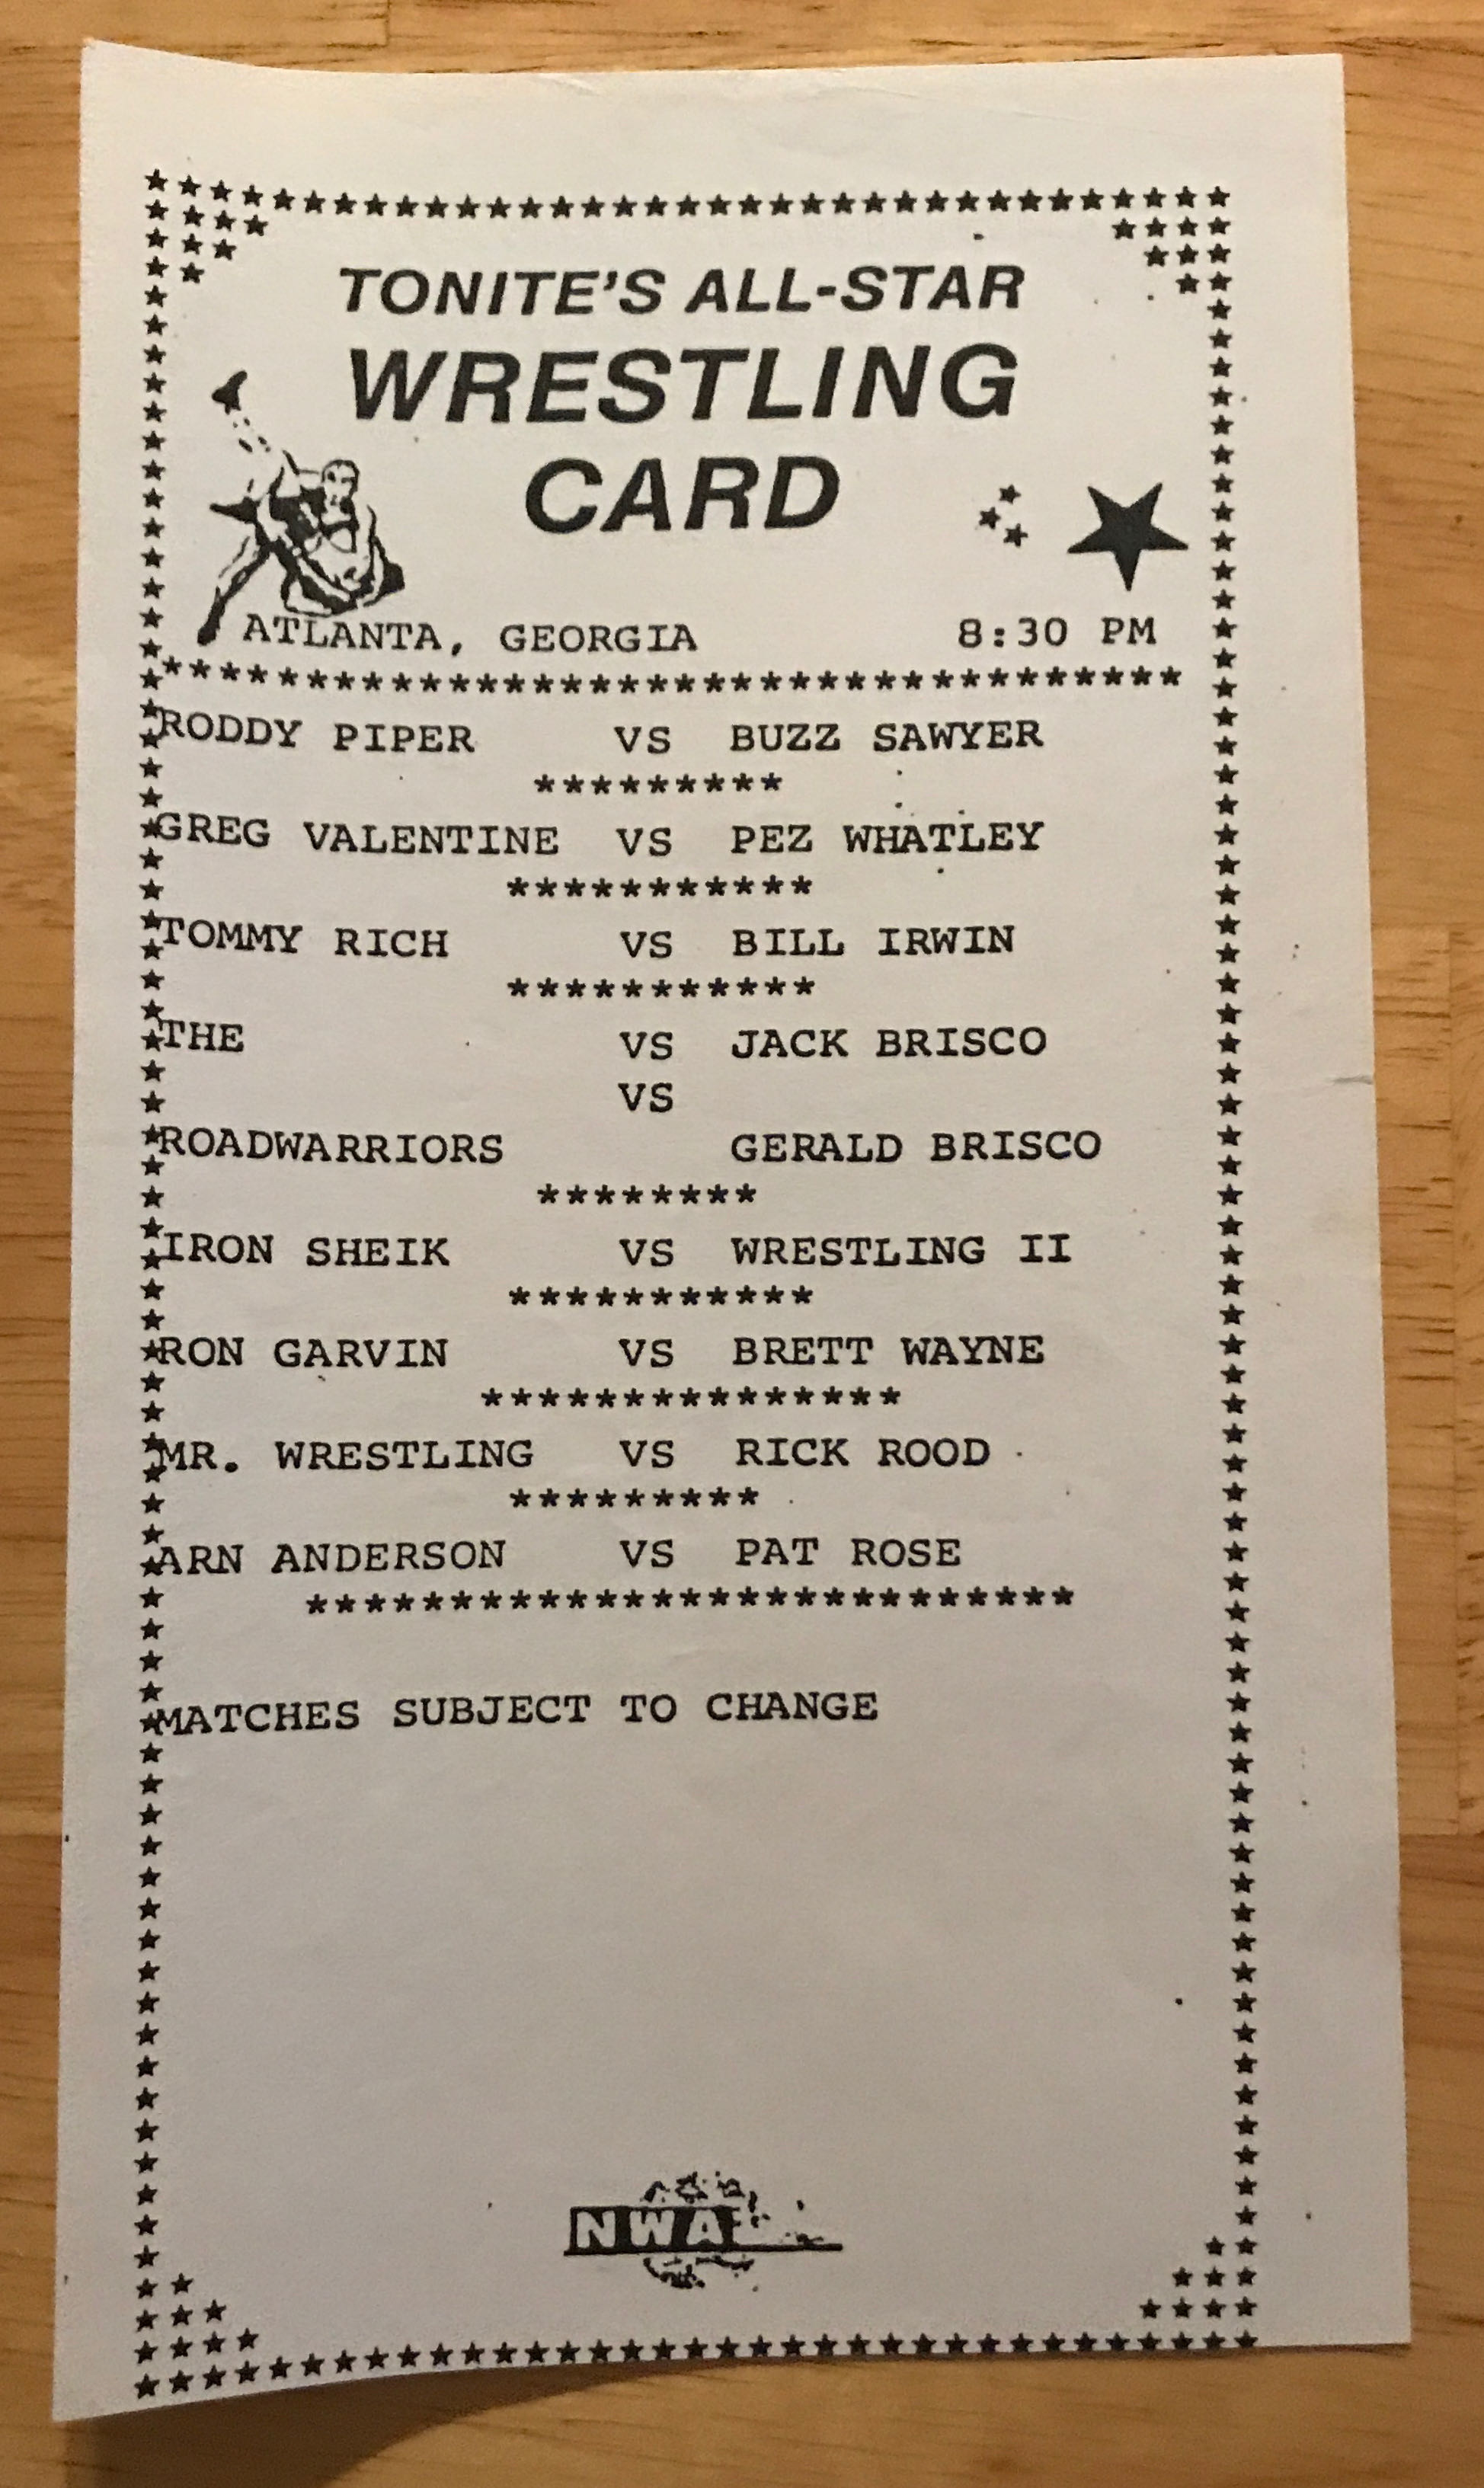 TONITE'S ALL-STAR
WRESTLING
CARD
ATLANTA, GEORGIA 8:30 PM
***********************************
RODDY PIPER VS BUZZ SAWYER
*********
GREG VALENTINE VS PEZ WHATLEY
***********
TOMMY RICH VS BILL IRWIN
***********
THE VS JACK BRISCO
VS
ROADWARRIORS GERALD BRISCO
********
IRON SHEIK VS WRESTLING II
***********
RON GARVIN VS BRETT WAYNE
***************
MR. WRESTLING VS RICK ROOD
*********
ARN ANDERSON VS PAT ROSE
***************************
MATCHES SUBJECT TO CHANGE
NWA